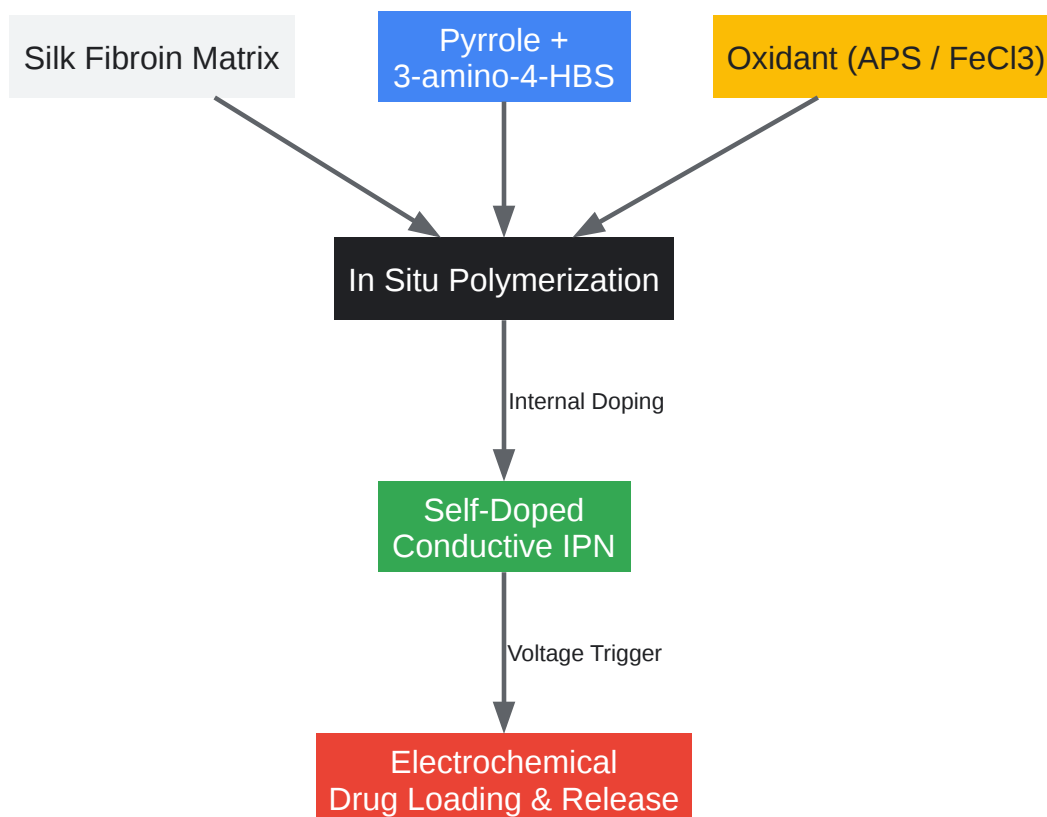 Silk Fibroin Matrix
Pyrrole +
3-amino-4-HBS
Oxidant (APS / FeCl3)
In Situ Polymerization
Internal Doping
Self-Doped
Conductive IPN
Voltage Trigger
Electrochemical
Drug Loading & Release